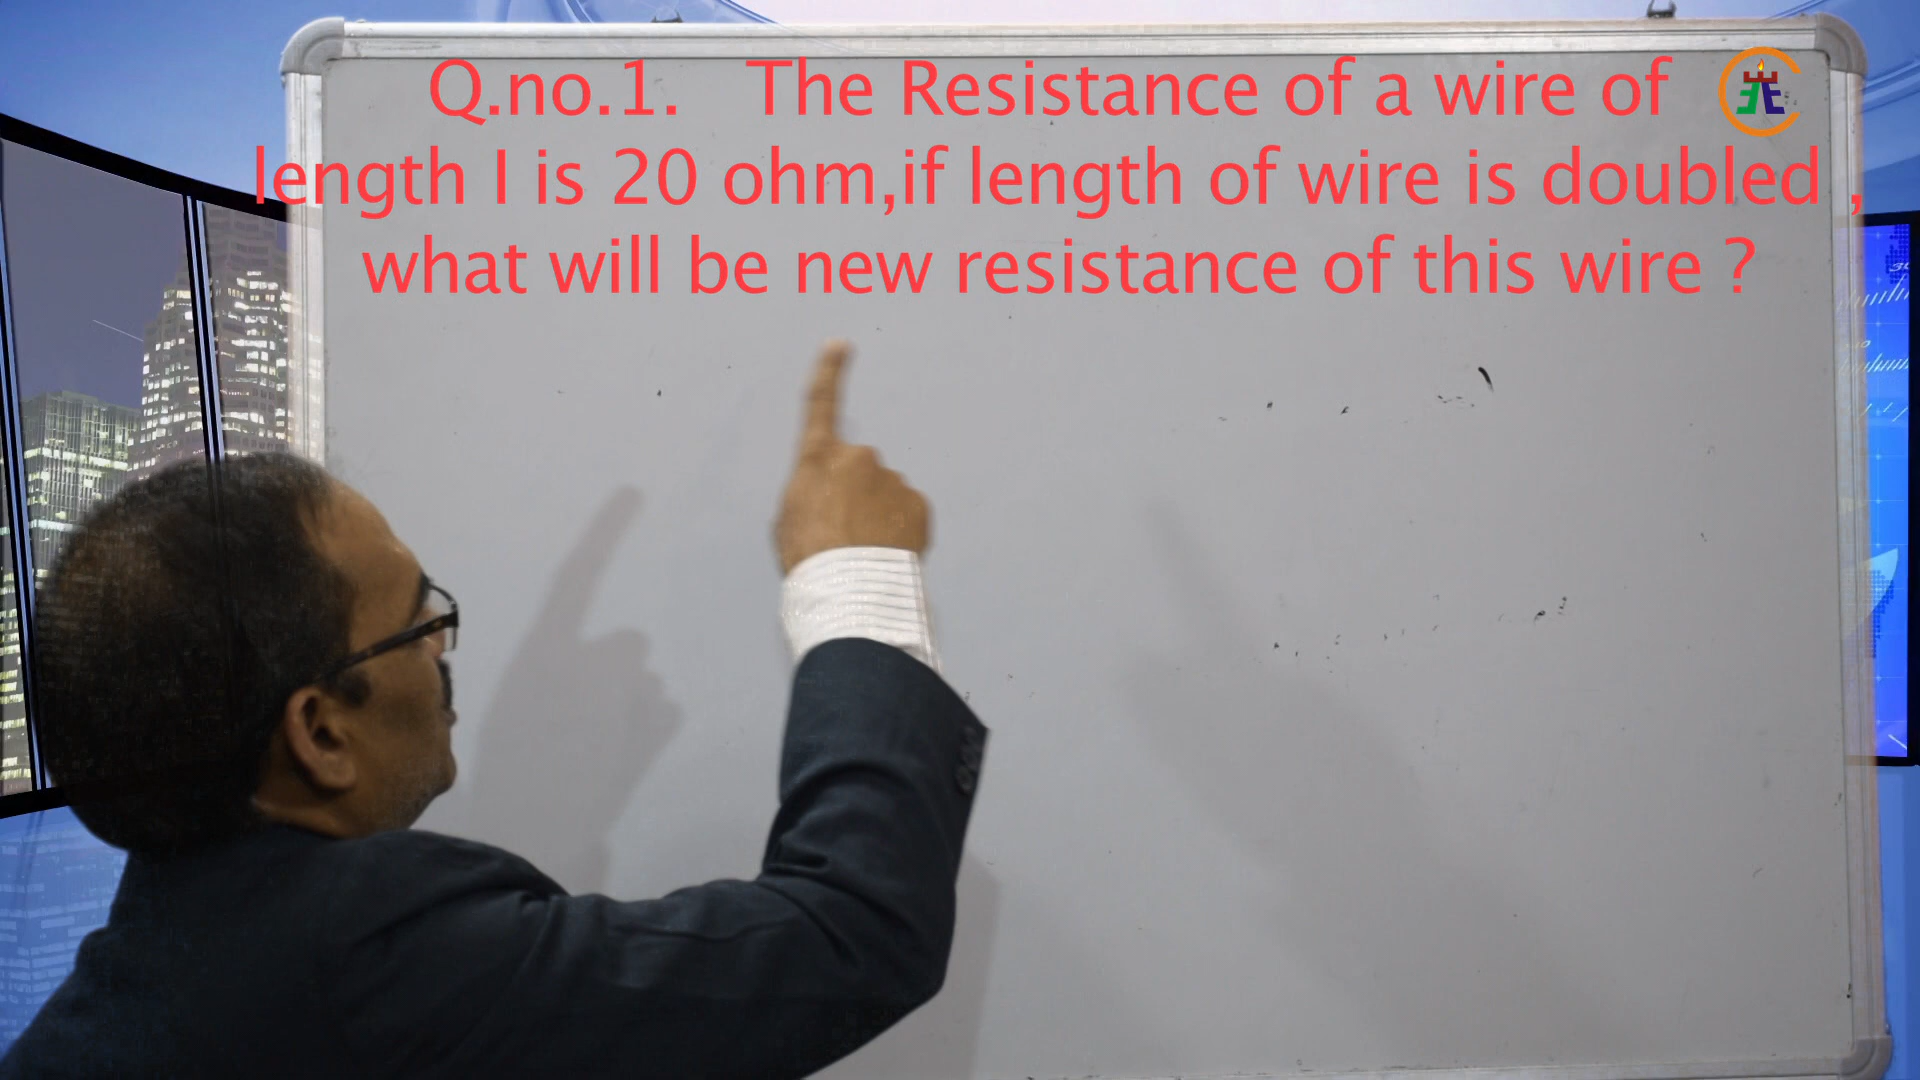 Q.no.1. The Resistance of a wire of
length l is 20 ohm,if length of wire is doubled ,
what will be new resistance of this wire ?